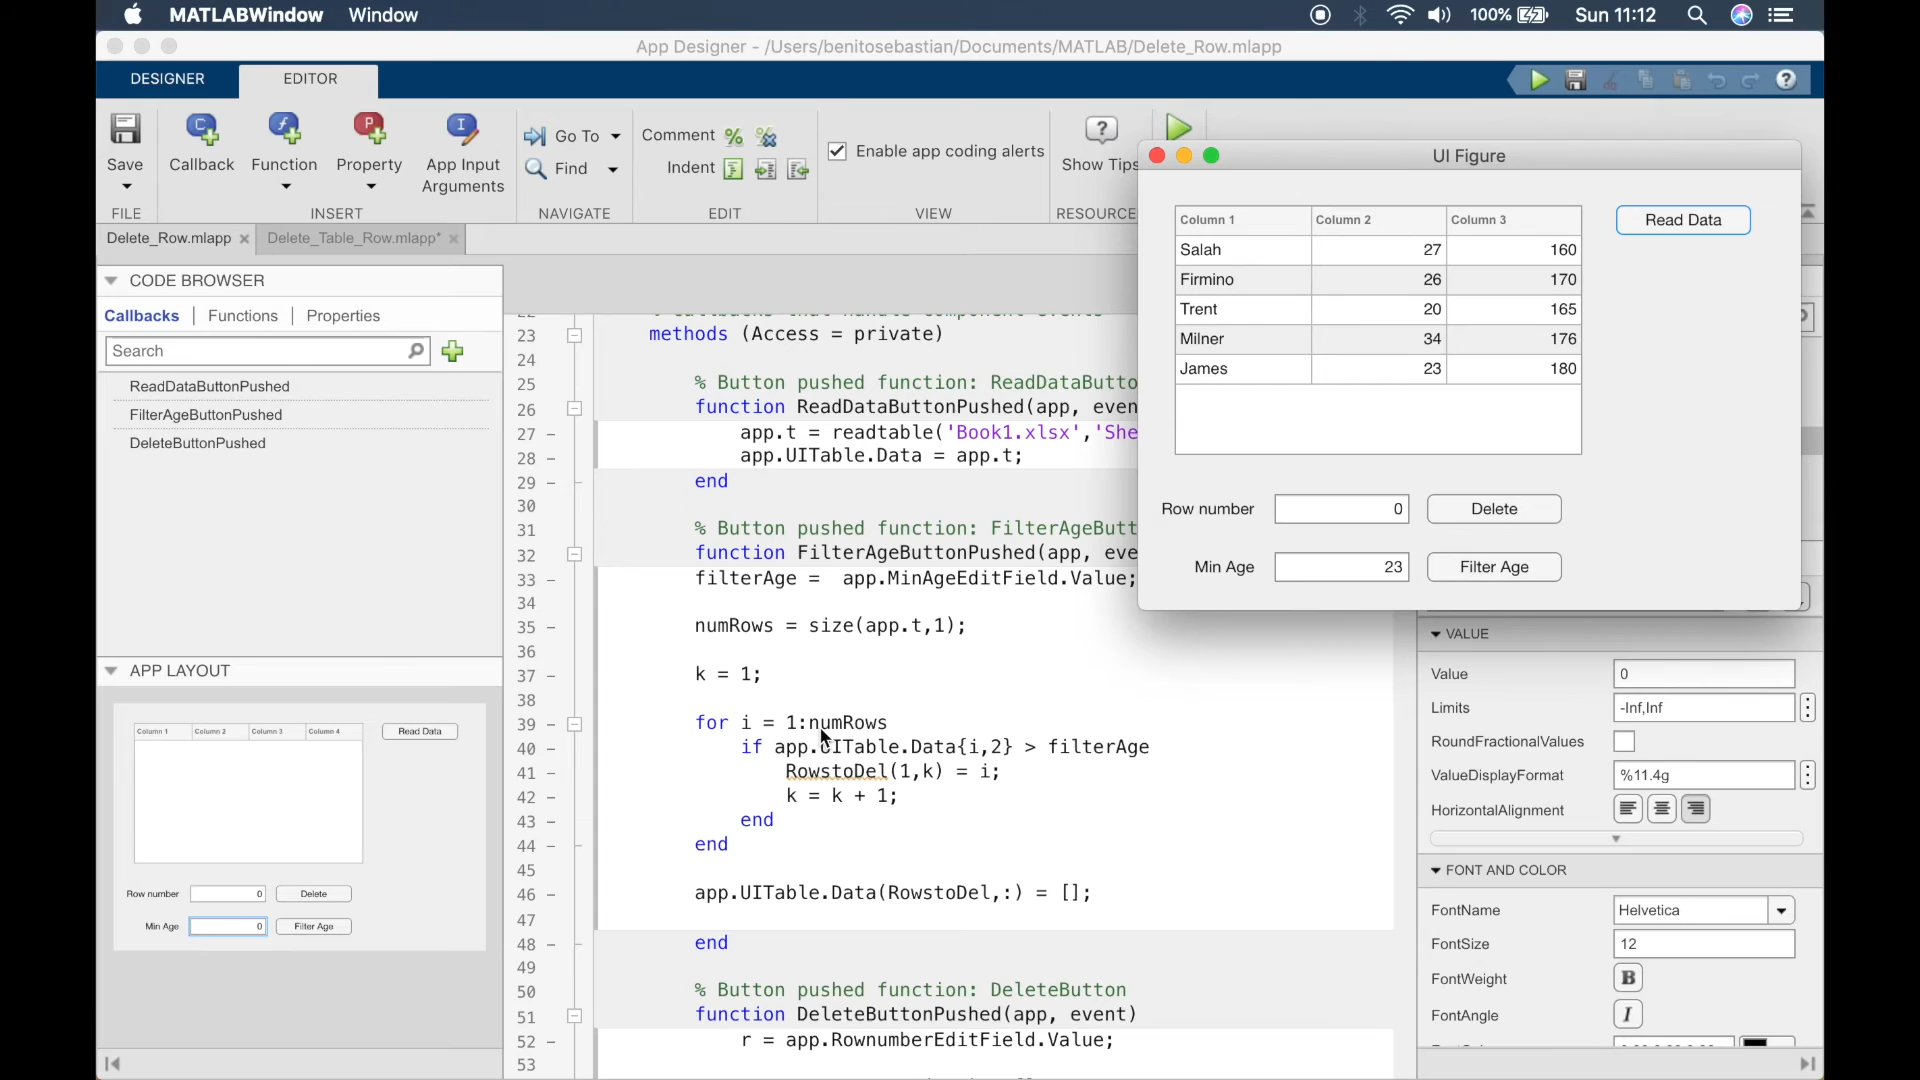 MATLABWindow Window
100% Sun 11:12
App Designer - /Users/benitosebastian/Documents/MATLAB/Delete_Row.mlapp
DESIGNER EDITOR
Save
Callback
Function
Property
App Input
Arguments
Go To
Find
Comment
Indent
Enable app coding alerts
Show Tips
FILE INSERT NAVIGATE EDIT VIEW RESOURCE
Delete_Row.mlapp Delete_Table_Row.mlapp*
CODE BROWSER
Callbacks Functions Properties
Search
ReadDataButtonPushed
FilterAgeButtonPushed
DeleteButtonPushed
APP LAYOUT
Column 1 Column 2 Column 3 Column 4
Read Data
Row number 0 Delete
Min Age 0 Filter Age
23 methods (Access = private)
24
25 % Button pushed function: ReadDataButto
26 function ReadDataButtonPushed(app, even
27 app.t = readtable('Book1.xlsx','She
28 app.UITable.Data = app.t;
29 end
30
31 % Button pushed function: FilterAgeButt
32 function FilterAgeButtonPushed(app, eve
33 filterAge = app.MinAgeEditField.Value;
34
35 numRows = size(app.t,1);
36
37 k = 1;
38
39 for i = 1:numRows
40 if app.UITable.Data{i,2} > filterAge
41 RowstoDel(1,k) = i;
42 k = k + 1;
43 end
44 end
45
46 app.UITable.Data(RowstoDel,:) = [];
47
48 end
49
50 % Button pushed function: DeleteButton
51 function DeleteButtonPushed(app, event)
52 r = app.RownumberEditField.Value;
53
UI Figure
Column 1 Column 2 Column 3
Salah 27 160
Firmino 26 170
Trent 20 165
Milner 34 176
James 23 180
Read Data
Row number 0 Delete
Min Age 23 Filter Age
VALUE
Value 0
Limits -Inf,Inf
RoundFractionalValues
ValueDisplayFormat %11.4g
HorizontalAlignment
FONT AND COLOR
FontName Helvetica
FontSize 12
FontWeight B
FontAngle I